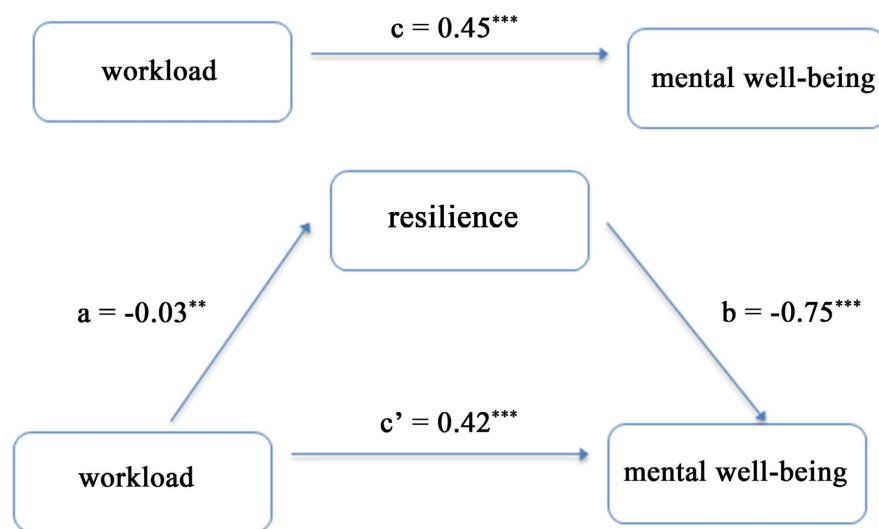 c = 0.45***
workload
mental well-being
resilience
a = -0.03**
b = -0.75***
c’ = 0.42***
workload
mental well-being